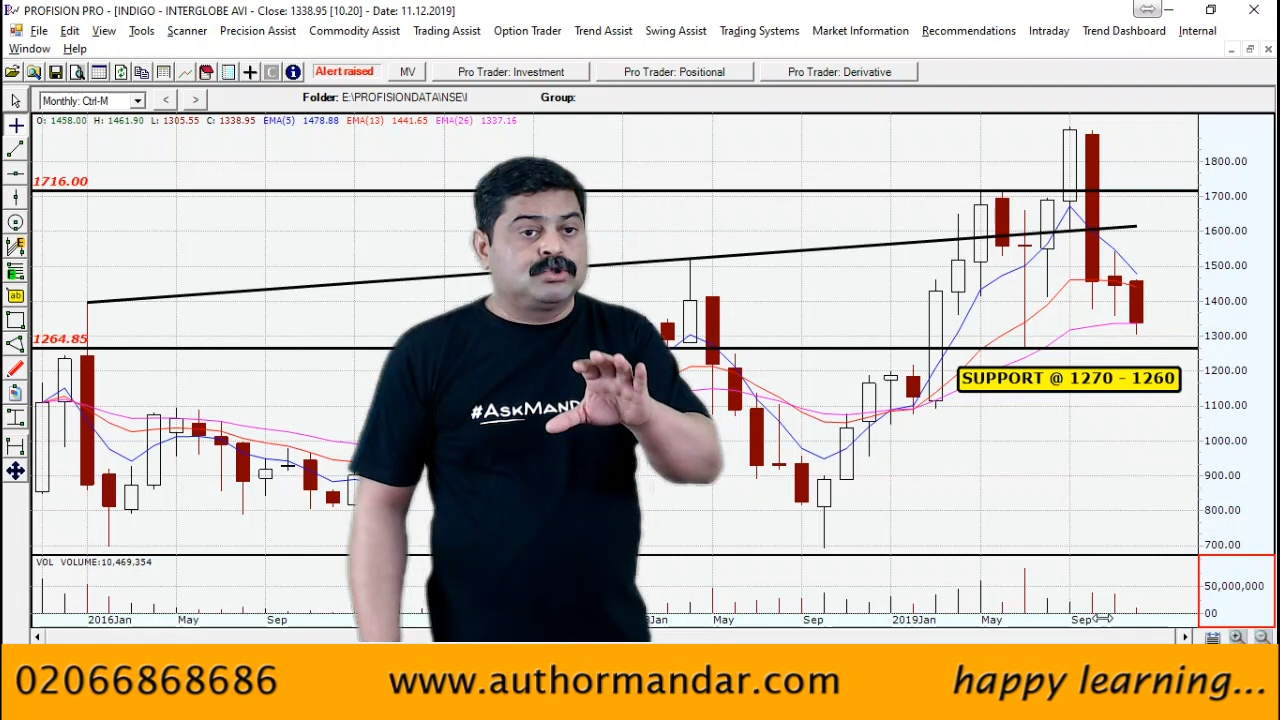 PROFISION PRO - [INDIGO - INTERGLOBE AVI - Close: 1338.95 [10.20] - Date: 11.12.2019]
File Edit View Tools Scanner Precision Assist Commodity Assist Trading Assist Option Trader Trend Assist Swing Assist Trading Systems Market Information Recommendations Intraday Trend Dashboard Internal
Window Help
Alert raised MV Pro Trader: Investment Pro Trader: Positional Pro Trader: Derivative
Monthly: Ctrl-M < > Folder: E:\PROFISIONDATA\NSE\I Group:
O: 1458.00 H: 1461.90 L: 1305.55 C: 1338.95 EMA(5) 1478.88 EMA(13) 1441.65 EMA(26) 1337.16
1800.00
1716.00
1700.00
1600.00
1500.00
1400.00
1264.85
1300.00
1200.00
SUPPORT @ 1270 - 1260
#AskMand
1100.00
1000.00
900.00
800.00
700.00
VOL VOLUME:10,469,354
50,000,000
00
2016Jan May Sep May Sep 2019Jan May Sep
02066868686 www.authormandar.com happy learning...